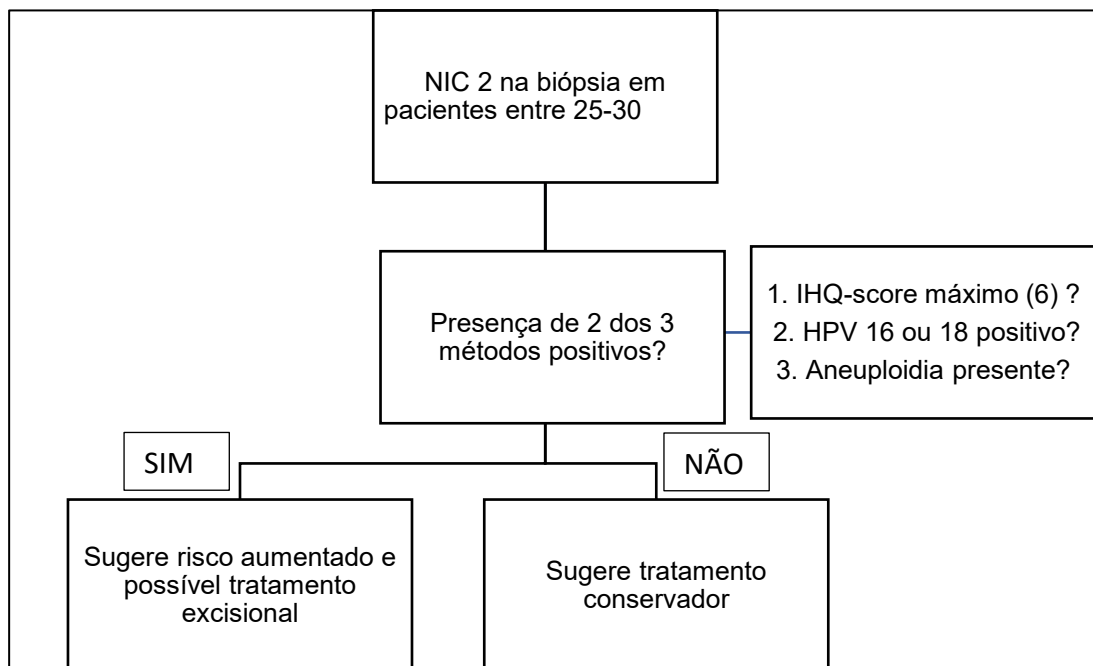 NIC 2 na biópsia em
pacientes entre 25-30
Presença de 2 dos 3
métodos positivos?
1. IHQ-score máximo (6) ?
2. HPV 16 ou 18 positivo?
3. Aneuploidia presente?
SIM
NÃO
Sugere risco aumentado e
possível tratamento
excisional
Sugere tratamento
conservador